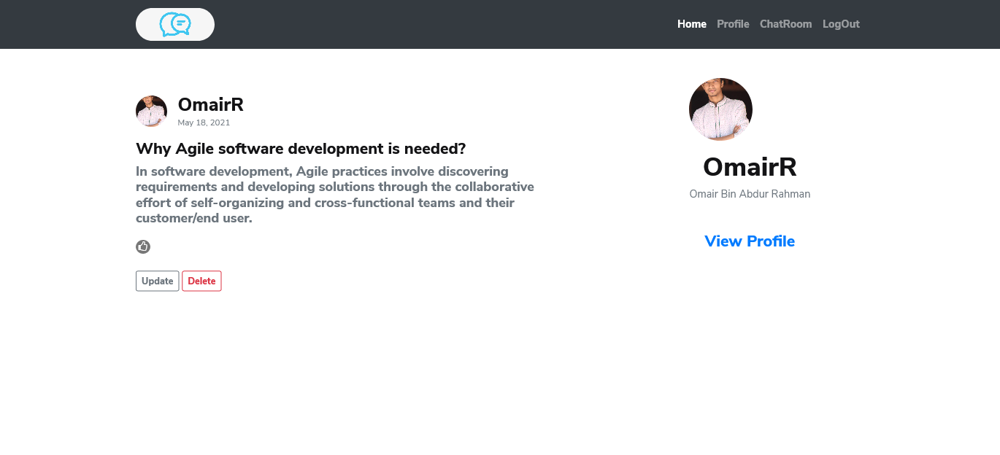 Home Profile ChatRoom LogOut
OmairR
May 18, 2021
Why Agile software development is needed?
In software development, Agile practices involve discovering
requirements and developing solutions through the collaborative
effort of self-organizing and cross-functional teams and their
customer/end user.
Update Delete
OmairR
Omair Bin Abdur Rahman
View Profile